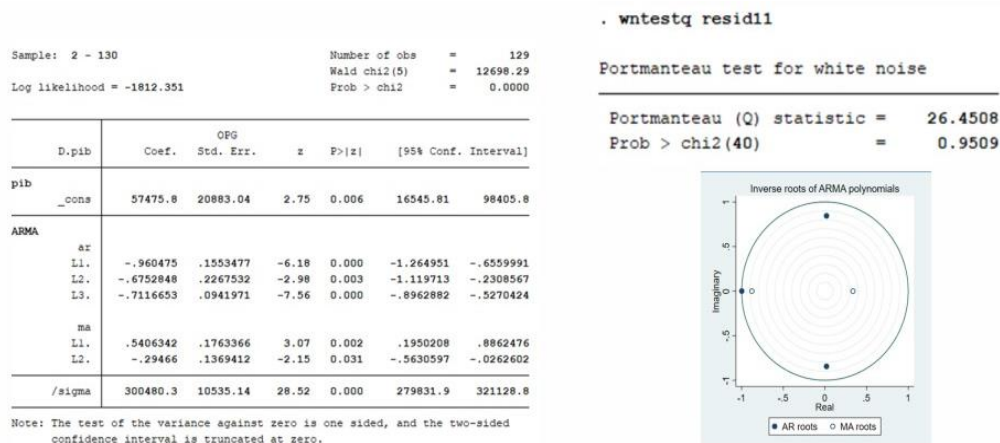 Sample: 2 - 130 Number of obs = 129
Wald chi2(5) = 12698.29
Log likelihood = -1812.351 Prob > chi2 = 0.0000
OPG
D.pib Coef. Std. Err. z P>|z| [95% Conf. Interval]
pib
_cons 57475.8 20883.04 2.75 0.006 16545.81 98405.8
ARMA
ar
L1. -.960475 .1553477 -6.18 0.000 -1.264951 -.6559991
L2. -.6752848 .2267532 -2.98 0.003 -1.119713 -.2308567
L3. -.7116653 .0941971 -7.56 0.000 -.8962882 -.5270424
ma
L1. .5406342 .1763366 3.07 0.002 .1950208 .8862476
L2. -.29466 .1369412 -2.15 0.031 -.5630597 -.0262602
/sigma 300480.3 10535.14 28.52 0.000 279831.9 321128.8
Note: The test of the variance against zero is one sided, and the two-sided
confidence interval is truncated at zero.
. wntestq resid11
Portmanteau test for white noise
Portmanteau (Q) statistic = 26.4508
Prob > chi2(40) = 0.9509
Inverse roots of ARMA polynomials
1
.5
0
-.5
-1
Imaginary
-1 -.5 0 .5 1
Real
AR roots MA roots